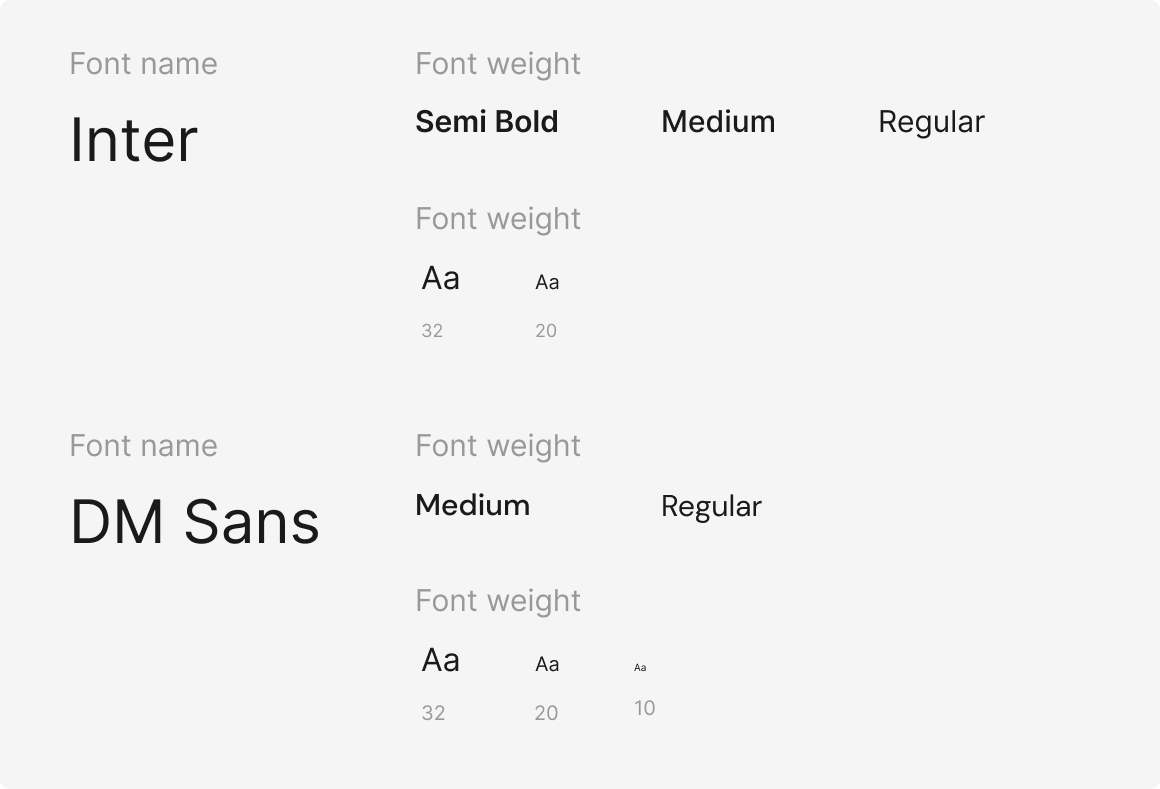 Font name
Inter
Font weight
Semi Bold Medium Regular
Font weight
Aa Aa
32 20
Font name
DM Sans
Font weight
Medium Regular
Font weight
Aa Aa Aa
32 20 10